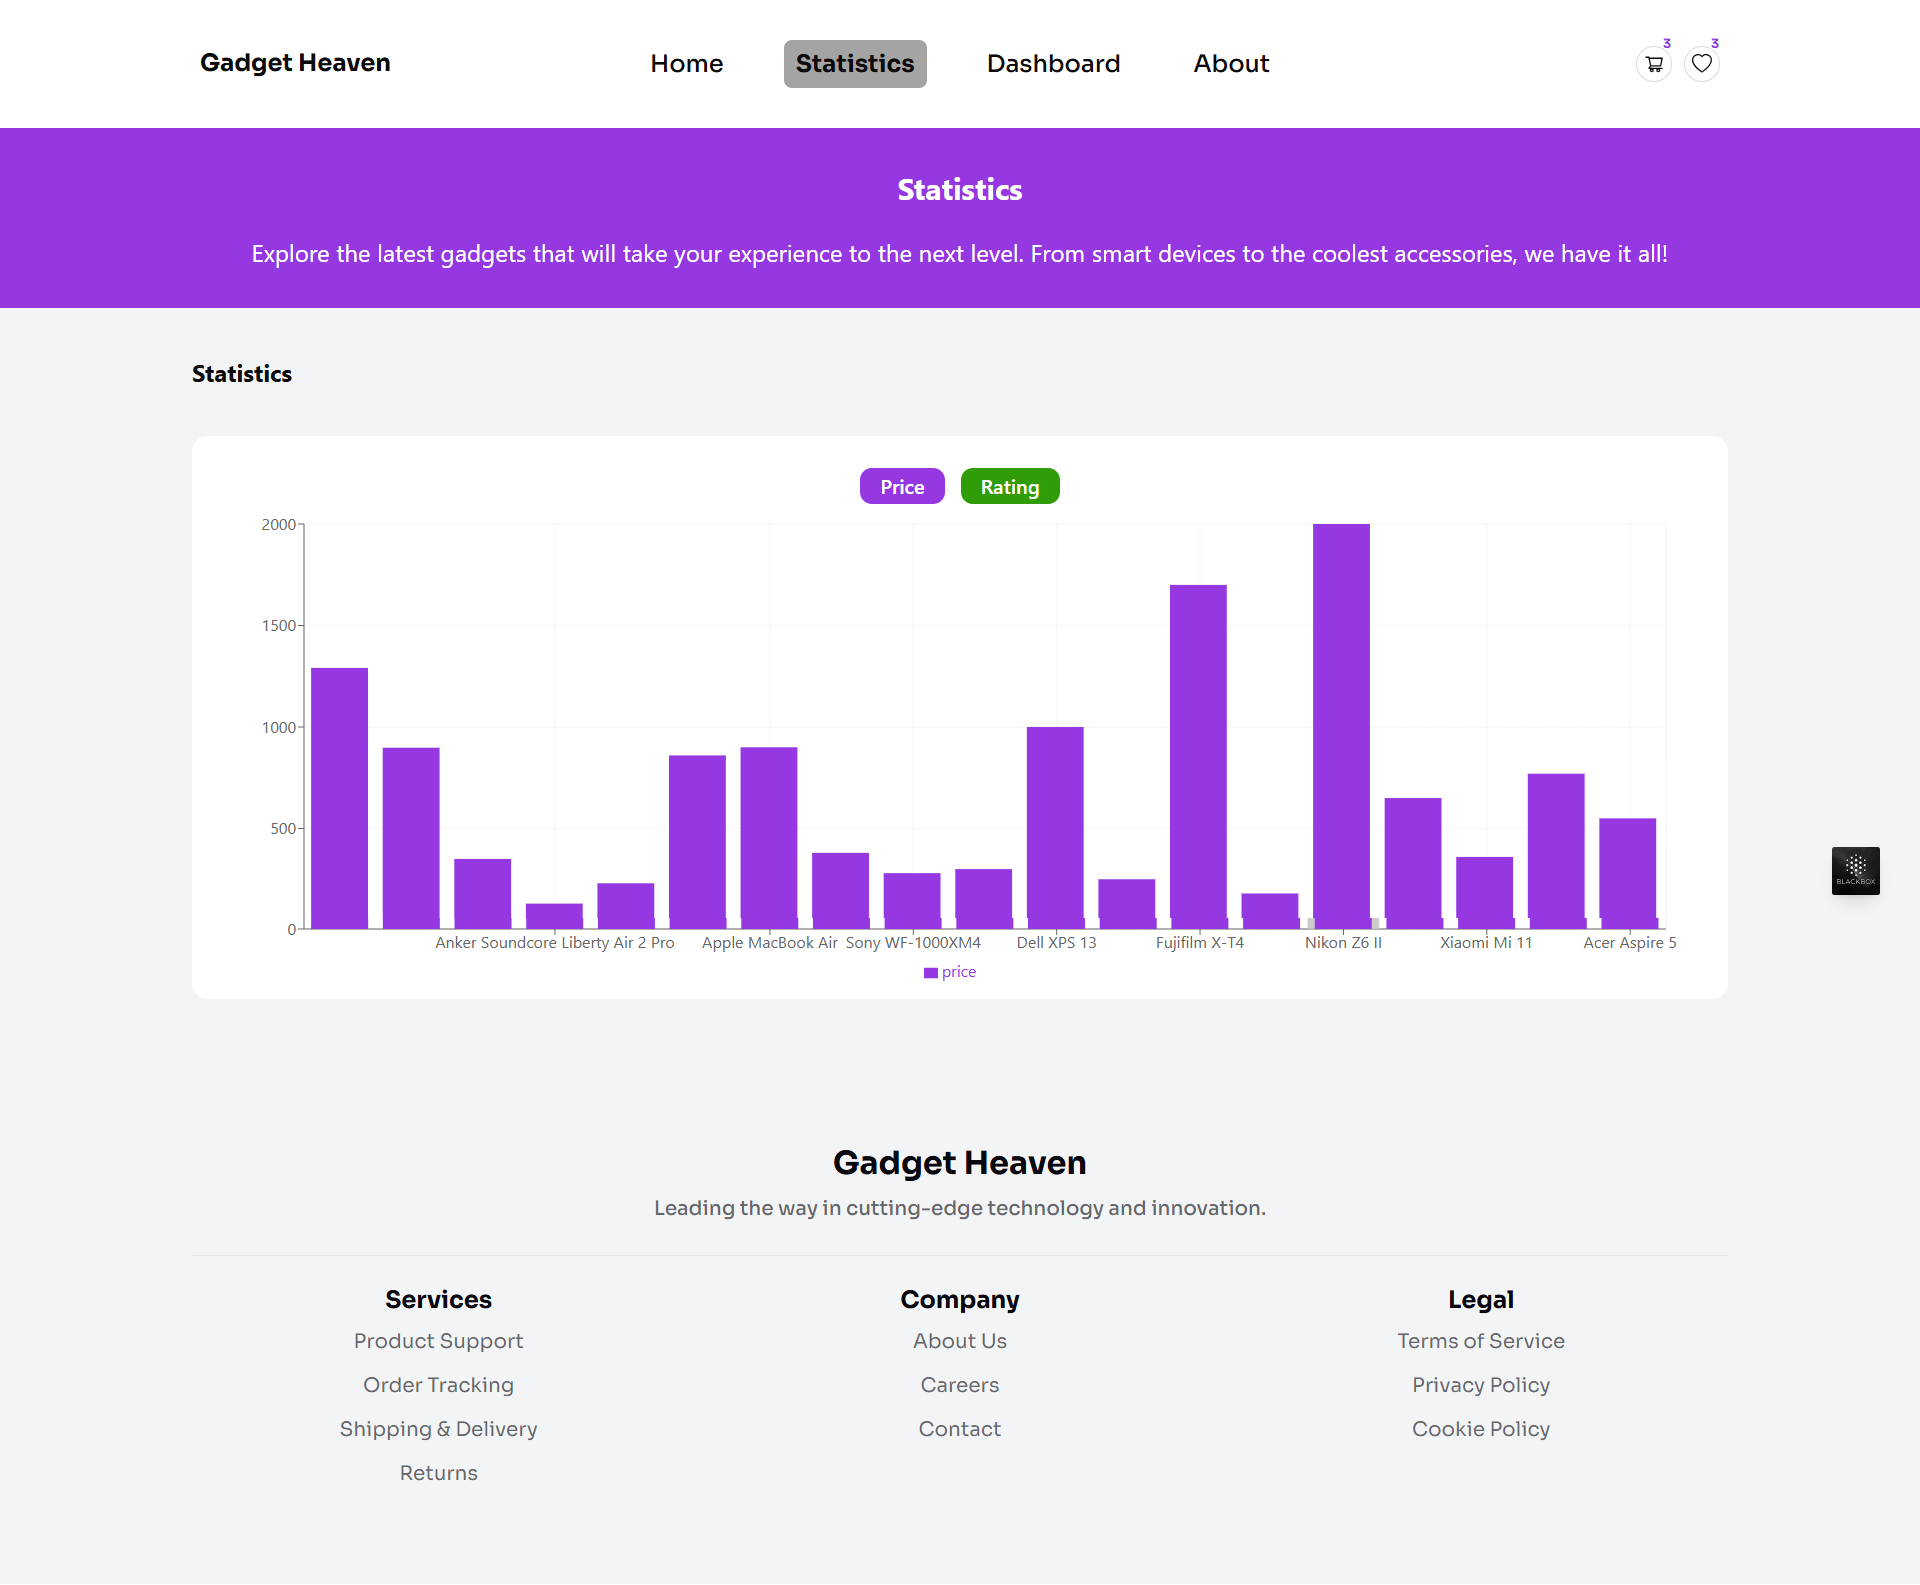 Gadget Heaven
Home
Statistics
Dashboard
About
3
3
Statistics
Explore the latest gadgets that will take your experience to the next level. From smart devices to the coolest accessories, we have it all!
Statistics
Price
Rating
2000
1500
1000
500
0
Anker Soundcore Liberty Air 2 Pro
Apple MacBook Air
Sony WF-1000XM4
Dell XPS 13
Fujifilm X-T4
Nikon Z6 II
Xiaomi Mi 11
Acer Aspire 5
price
BLACKBOX
Gadget Heaven
Leading the way in cutting-edge technology and innovation.
Services
Product Support
Order Tracking
Shipping & Delivery
Returns
Company
About Us
Careers
Contact
Legal
Terms of Service
Privacy Policy
Cookie Policy